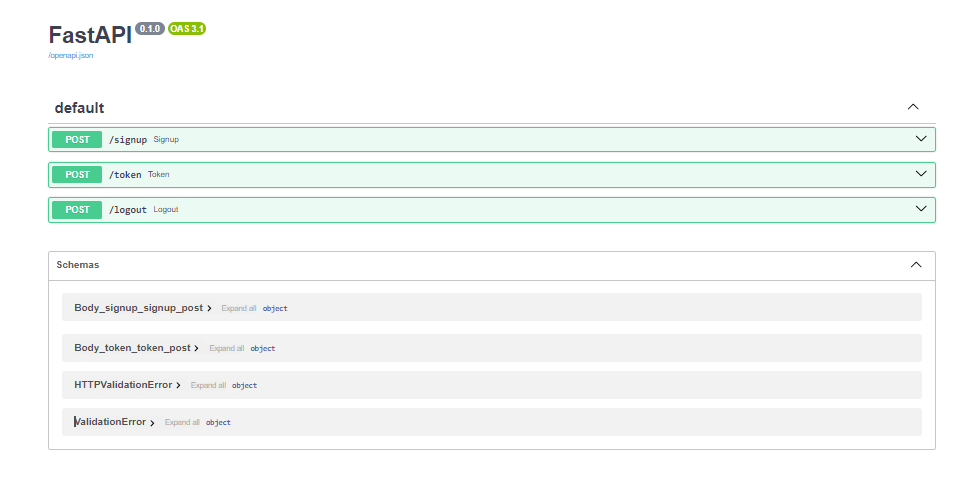 FastAPI 0.1.0 OAS 3.1
/openapi.json
default
POST /signup Signup
POST /token Token
POST /logout Logout
Schemas
Body_signup_signup_post Expand all object
Body_token_token_post Expand all object
HTTPValidationError Expand all object
ValidationError Expand all object